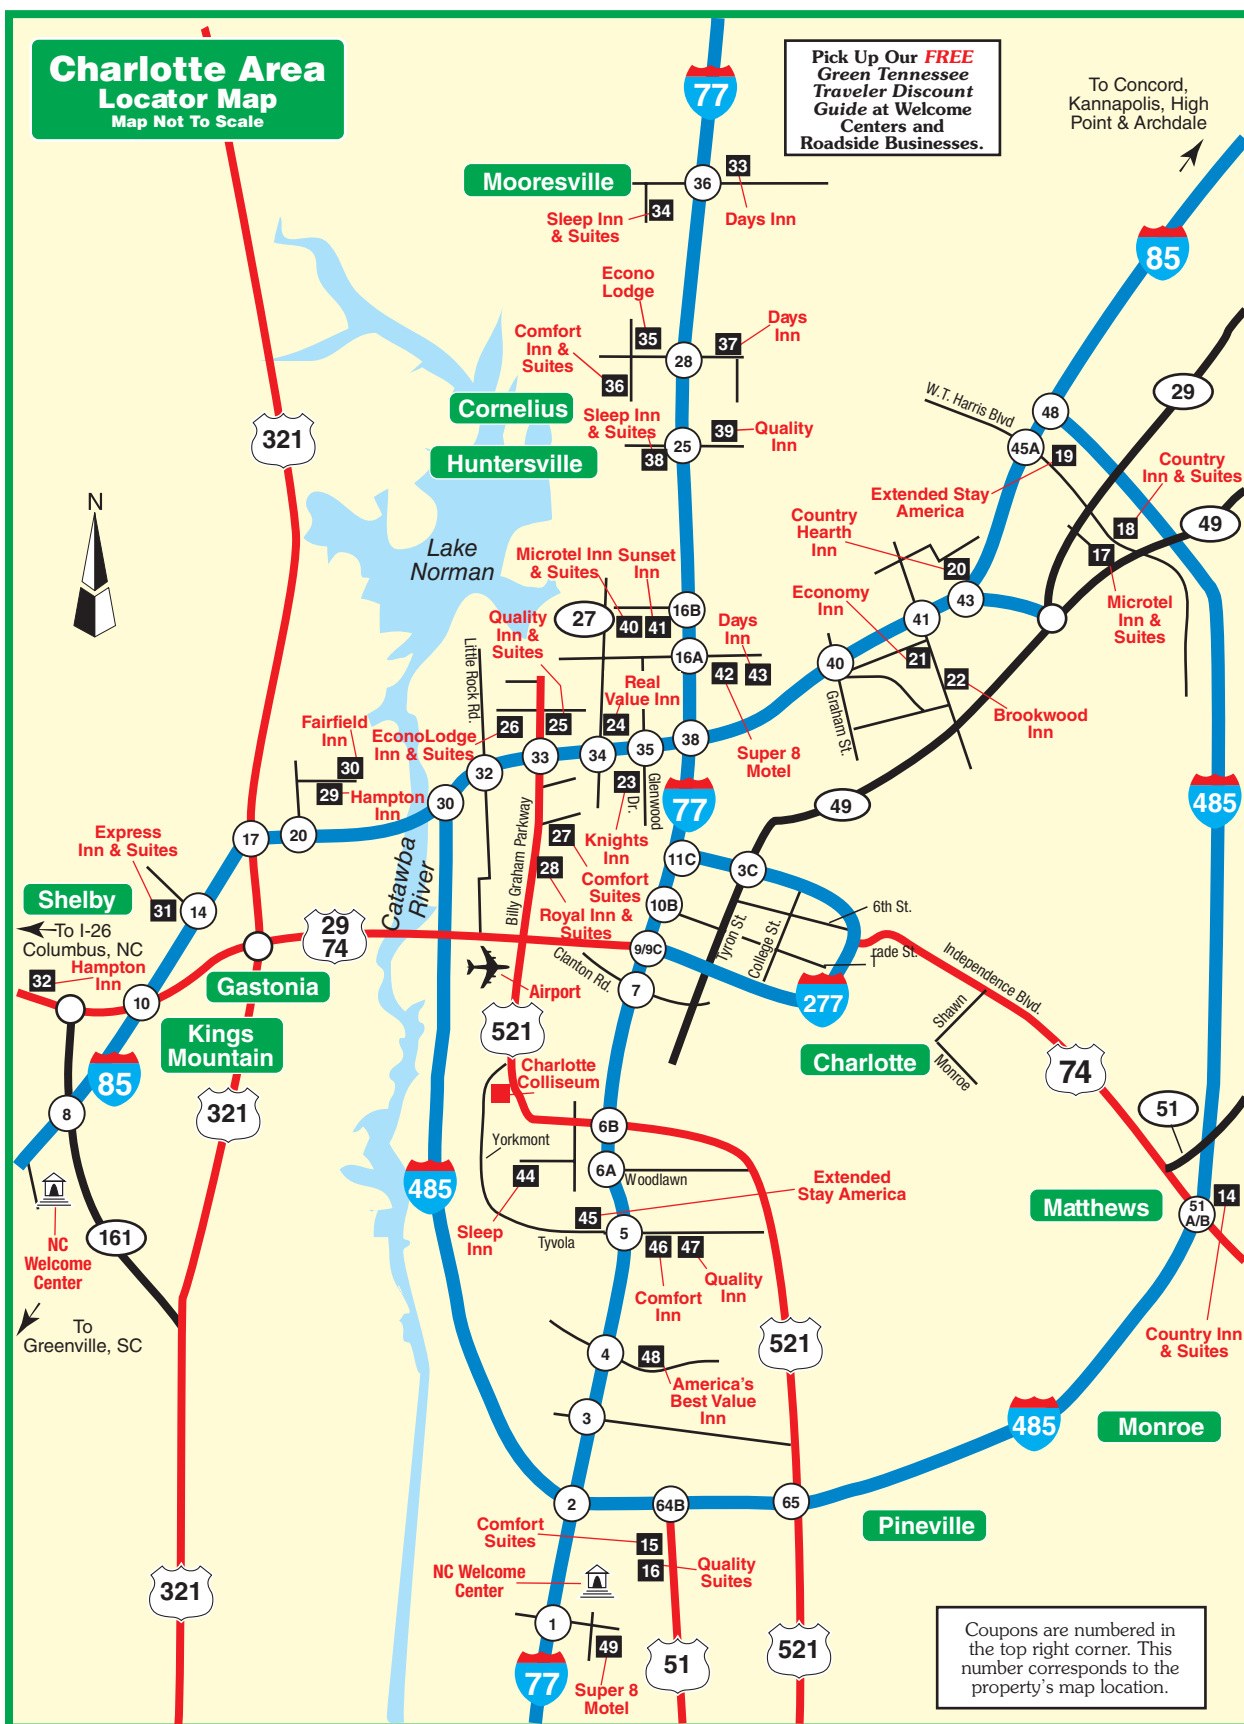 Charlotte Area
Locator Map
Map Not To Scale
77
Pick Up Our FREE
Green Tennessee
Traveler Discount
Guide at Welcome
Centers and
Roadside Businesses.
To Concord,
Kannapolis, High
Point & Archdale
Mooresville
36
33
34
Sleep Inn
& Suites
Days Inn
85
Econo
Lodge
35
Comfort
Inn &
Suites
36
28
37
Days
Inn
29
Cornelius
Sleep Inn
& Suites
38
25
39
Quality
Inn
Huntersville
321
W.T. Harris Blvd
48
45A
19
Extended Stay
America
Country
Inn & Suites
18
49
17
Microtel
Inn &
Suites
N
Lake
Norman
Country
Hearth
Inn
20
43
Economy
Inn
41
21
22
Brookwood
Inn
40
Graham St.
Microtel Inn
& Suites
Sunset
Inn
27
40
41
16B
Days
Inn
16A
42
43
Super 8
Motel
Quality
Inn &
Suites
Little Rock Rd.
Real
Value Inn
24
25
26
EconoLodge
Inn & Suites
Fairfield
Inn
30
29
Hampton
Inn
32
33
34
35
38
23
Glenwood
Dr.
Knights
Inn
77
49
485
30
20
17
Express
Inn & Suites
31
14
Shelby
To I-26
Columbus, NC
Hampton
Inn
32
10
29
74
Gastonia
Kings
Mountain
Catawba
River
Billy Graham Parkway
27
Comfort
Suites
28
Royal Inn &
Suites
11C
3C
10B
9/9C
7
Clanton Rd.
Tyron St.
College St.
6th St.
Trade St.
277
Independence Blvd.
Shawn
Monroe
Charlotte
74
51
Airport
521
Charlotte
Colliseum
85
8
321
161
NC
Welcome
Center
To
Greenville, SC
485
Yorkmont
44
Sleep
Inn
6B
6A
Woodlawn
Extended
Stay America
45
Tyvola
5
46
47
Comfort
Inn
Quality
Inn
Matthews
51
A/B
14
Country Inn
& Suites
521
4
48
America's
Best Value
Inn
3
485
Monroe
2
64B
65
Pineville
Comfort
Suites
15
16
Quality
Suites
NC Welcome
Center
321
1
49
Super 8
Motel
77
51
521
Coupons are numbered in
the top right corner. This
number corresponds to the
property's map location.